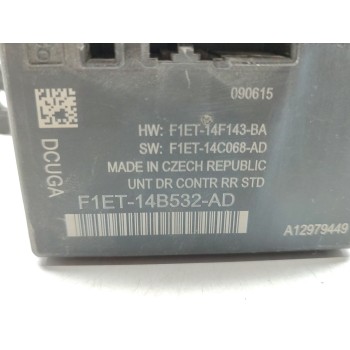 090615
HW: F1ET-14F143-BA
SW: F1ET-14C068-AD
MADE IN CZECH REPUBLIC
UNT DR CONTR RR STD
F1ET-14B532-AD
A12979449
DCUGA